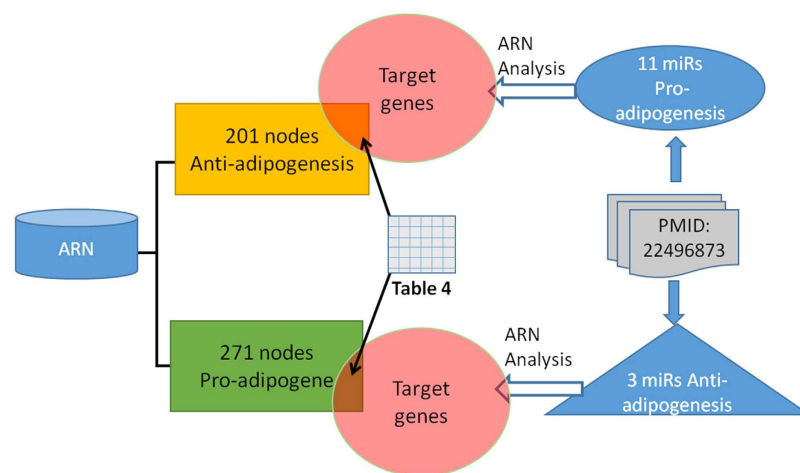 ARN
201 nodes
Anti-adipogenesis
271 nodes
Pro-adipogene
Target
genes
Target
genes
Table 4
ARN
Analysis
ARN
Analysis
11 miRs
Pro-
adipogenesis
PMID:
22496873
3 miRs Anti-
adipogenesis